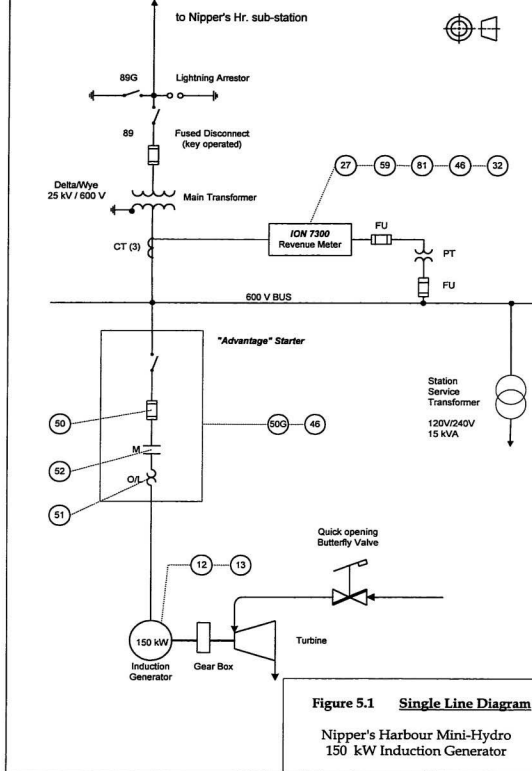 to Nipper's Hr. sub-station
89G
Lightning Arrestor
89
Fused Disconnect
(key operated)
27
59
81
46
32
Delta/Wye
25 kV / 600 V
Main Transformer
ION 7300
Revenue Meter
FU
CT (3)
PT
FU
600 V BUS
"Advantage" Starter
Station
Service
Transformer
120V/240V
15 kVA
50
50G
46
M
52
O/L
51
Quick opening
Butterfly Valve
12
13
150 kW
Turbine
Induction
Generator
Gear Box
Figure 5.1 Single Line Diagram
Nipper's Harbour Mini-Hydro
150 kW Induction Generator